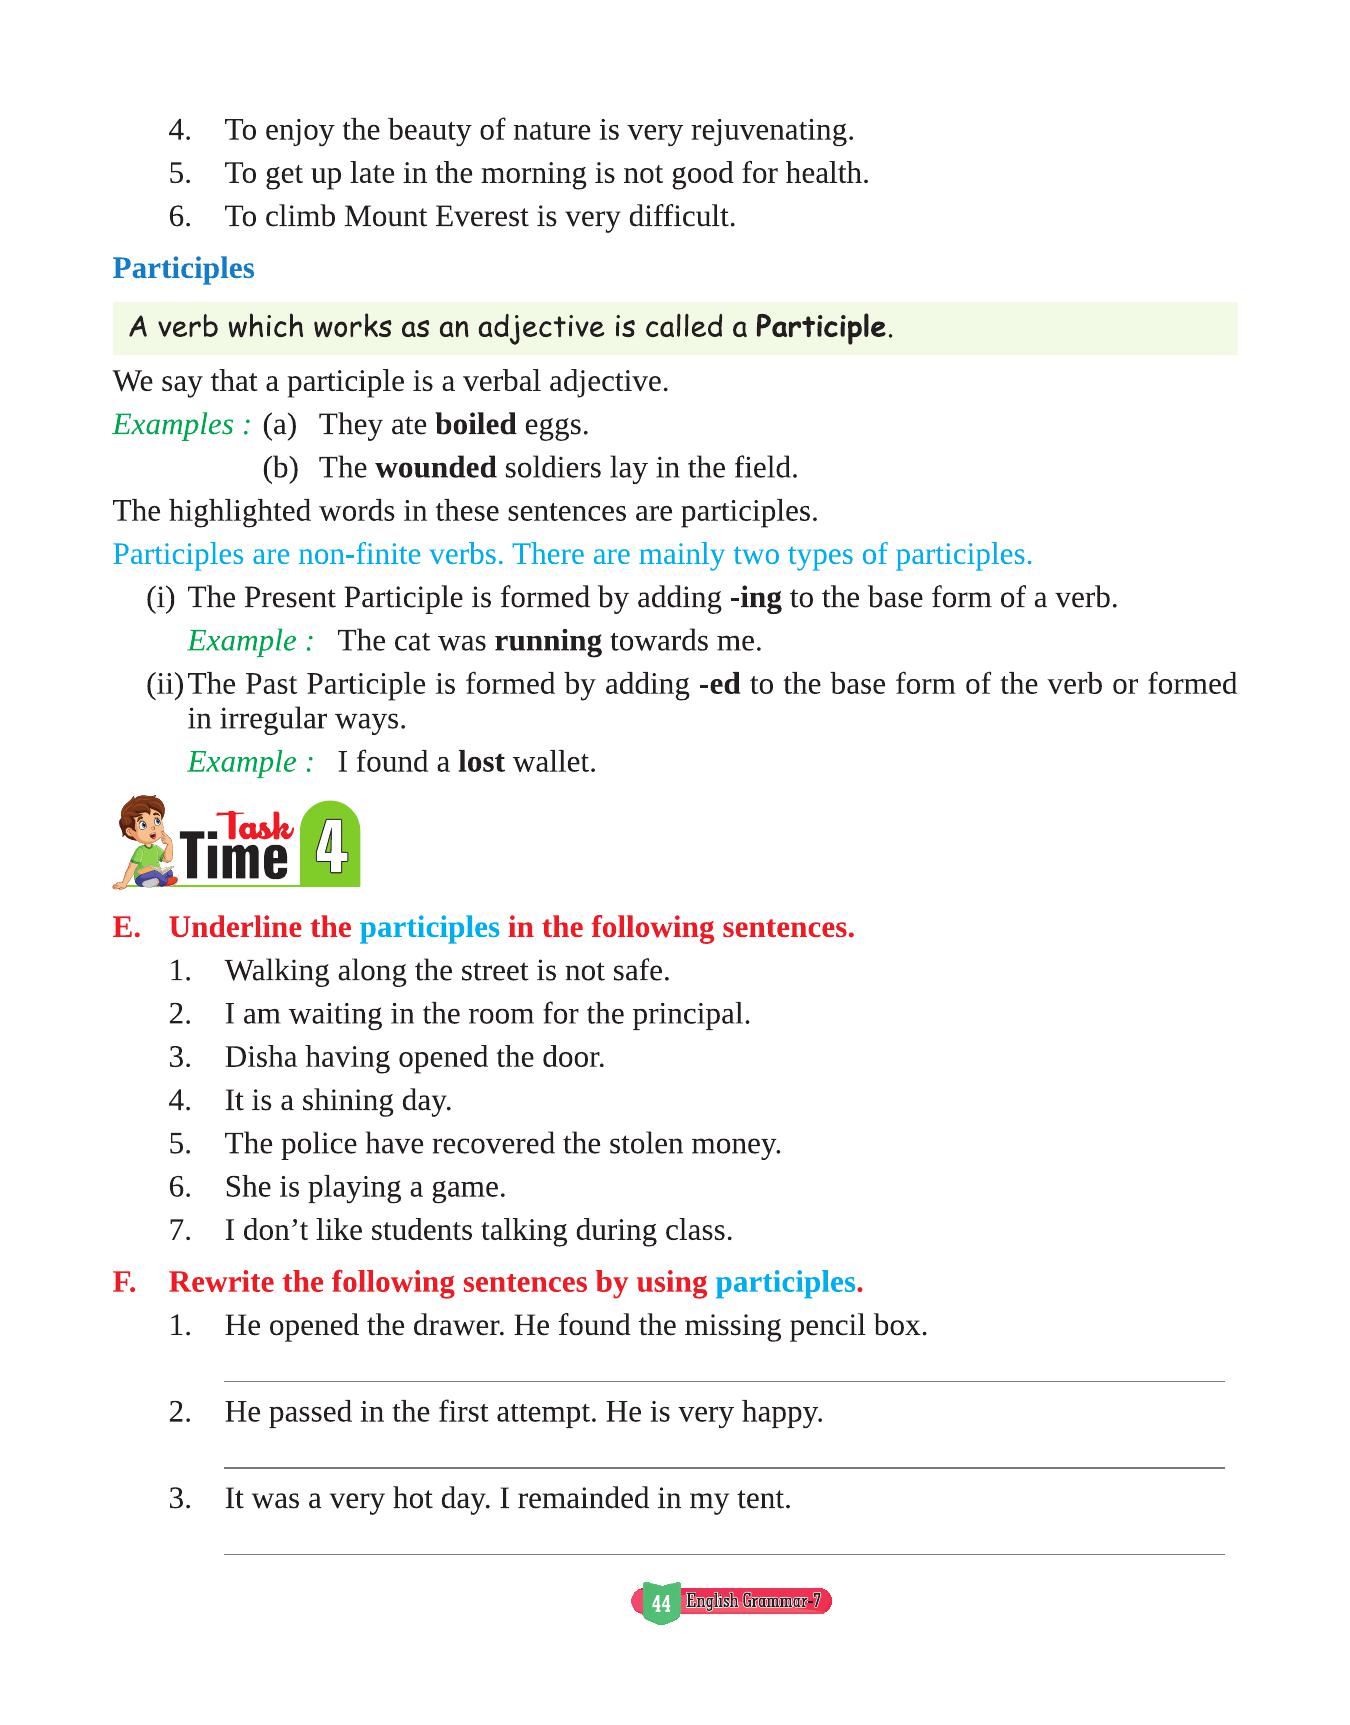 4. To enjoy the beauty of nature is very rejuvenating.
5. To get up late in the morning is not good for health.
6. To climb Mount Everest is very difficult.
Participles
A verb which works as an adjective is called a Participle.
We say that a participle is a verbal adjective.
Examples : (a) They ate boiled eggs.
(b) The wounded soldiers lay in the field.
The highlighted words in these sentences are participles.
Participles are non-finite verbs. There are mainly two types of participles.
(i) The Present Participle is formed by adding -ing to the base form of a verb.
Example : The cat was running towards me.
(ii) The Past Participle is formed by adding -ed to the base form of the verb or formed
in irregular ways.
Example : I found a lost wallet.
Task
Time 4
E. Underline the participles in the following sentences.
1. Walking along the street is not safe.
2. I am waiting in the room for the principal.
3. Disha having opened the door.
4. It is a shining day.
5. The police have recovered the stolen money.
6. She is playing a game.
7. I don’t like students talking during class.
F. Rewrite the following sentences by using participles.
1. He opened the drawer. He found the missing pencil box.
2. He passed in the first attempt. He is very happy.
3. It was a very hot day. I remainded in my tent.
44 English Grammar-7